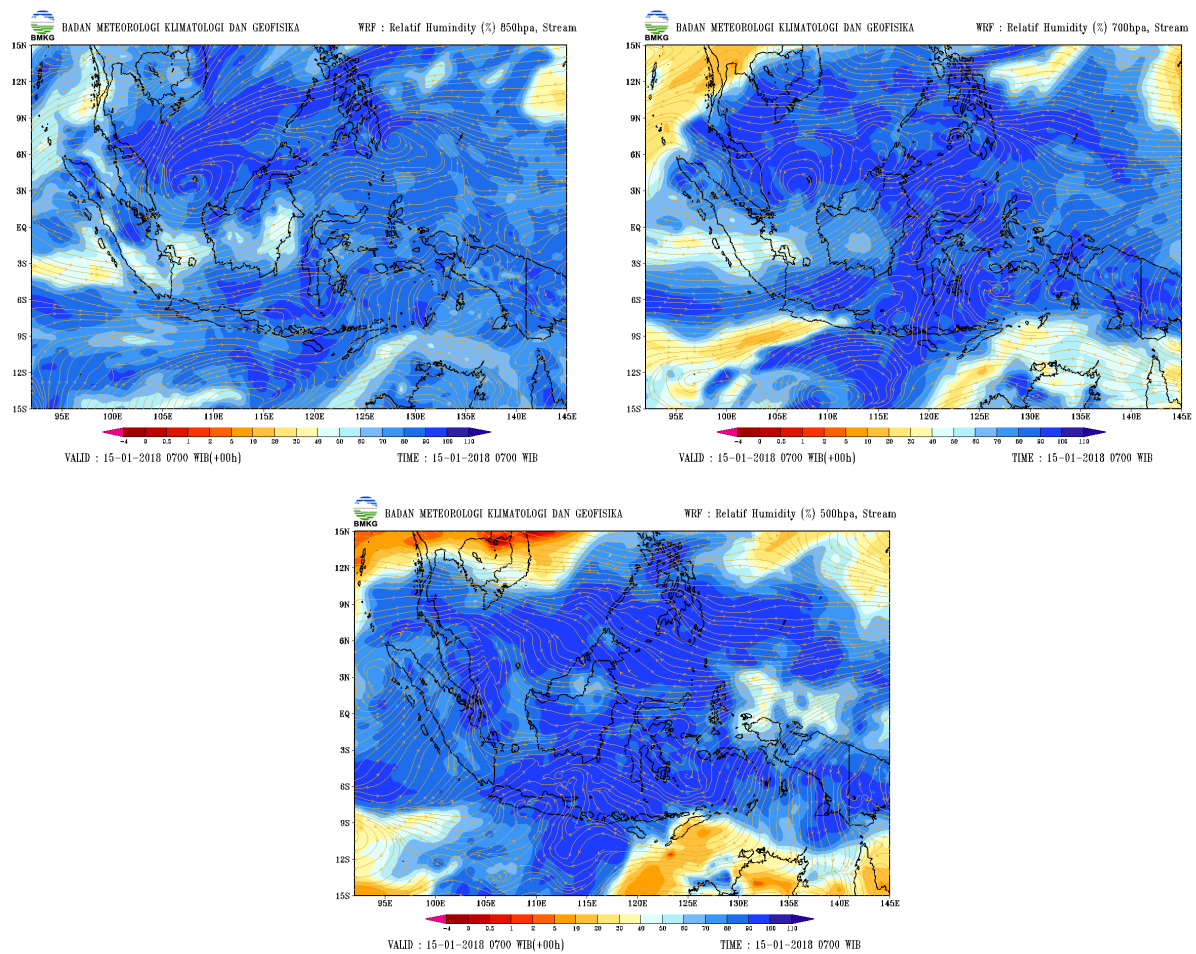 BMKG
BADAN METEOROLOGI KLIMATOLOGI DAN GEOFISIKA
WRF : Relatif Humindity (%) 850hpa, Stream
15N
12N
9N
6N
3N
EQ
3S
6S
9S
12S
15S
95E 100E 105E 110E 115E 120E 125E 130E 135E 140E 145E
-4 0 0.5 1 2 5 10 20 30 40 50 60 70 80 90 100 110
VALID : 15-01-2018 0700 WIB(+00h)
TIME : 15-01-2018 0700 WIB
BMKG
BADAN METEOROLOGI KLIMATOLOGI DAN GEOFISIKA
WRF : Relatif Humidity (%) 700hpa, Stream
15N
12N
9N
6N
3N
EQ
3S
6S
9S
12S
15S
95E 100E 105E 110E 115E 120E 125E 130E 135E 140E 145E
-4 0 0.5 1 2 5 10 20 30 40 50 60 70 80 90 100 110
VALID : 15-01-2018 0700 WIB(+00h)
TIME : 15-01-2018 0700 WIB
BMKG
BADAN METEOROLOGI KLIMATOLOGI DAN GEOFISIKA
WRF : Relatif Humidity (%) 500hpa, Stream
15N
12N
9N
6N
3N
EQ
3S
6S
9S
12S
15S
95E 100E 105E 110E 115E 120E 125E 130E 135E 140E 145E
-4 0 0.5 1 2 5 10 20 30 40 50 60 70 80 90 100 110
VALID : 15-01-2018 0700 WIB(+00h)
TIME : 15-01-2018 0700 WIB